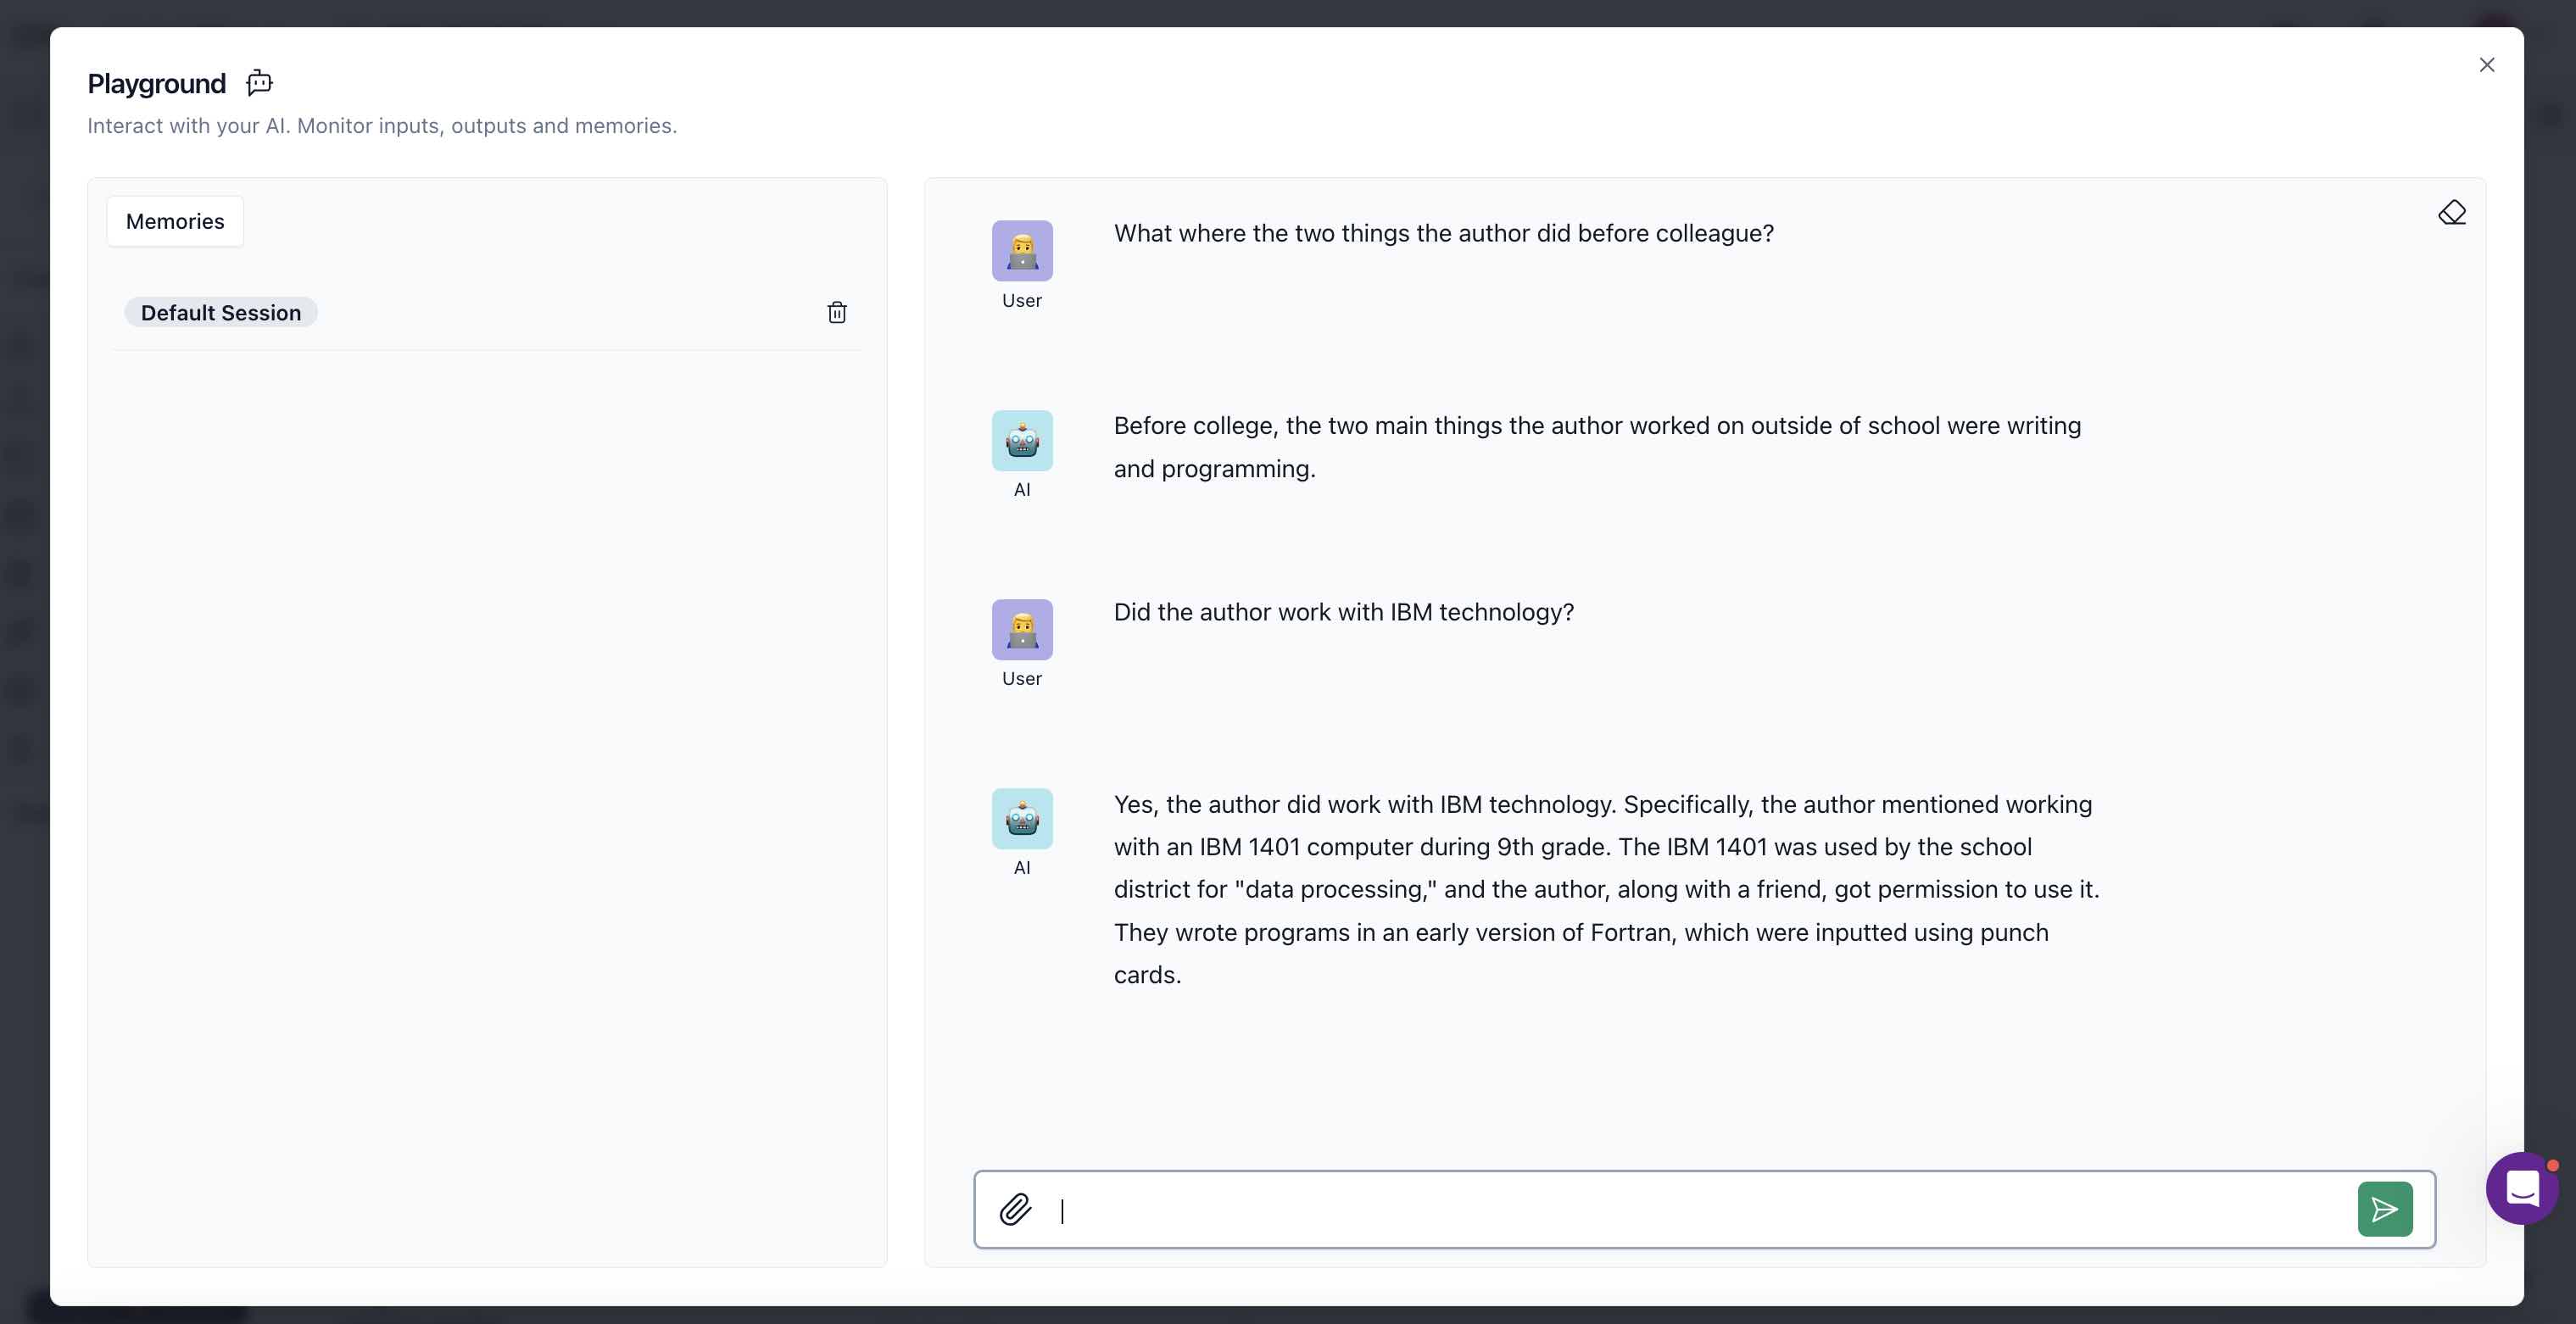 Playground
Interact with your AI. Monitor inputs, outputs and memories.
Memories
Default Session
What where the two things the author did before colleague?
User
Before college, the two main things the author worked on outside of school were writing
and programming.
AI
Did the author work with IBM technology?
User
Yes, the author did work with IBM technology. Specifically, the author mentioned working
with an IBM 1401 computer during 9th grade. The IBM 1401 was used by the school
district for "data processing," and the author, along with a friend, got permission to use it.
They wrote programs in an early version of Fortran, which were inputted using punch
cards.
AI